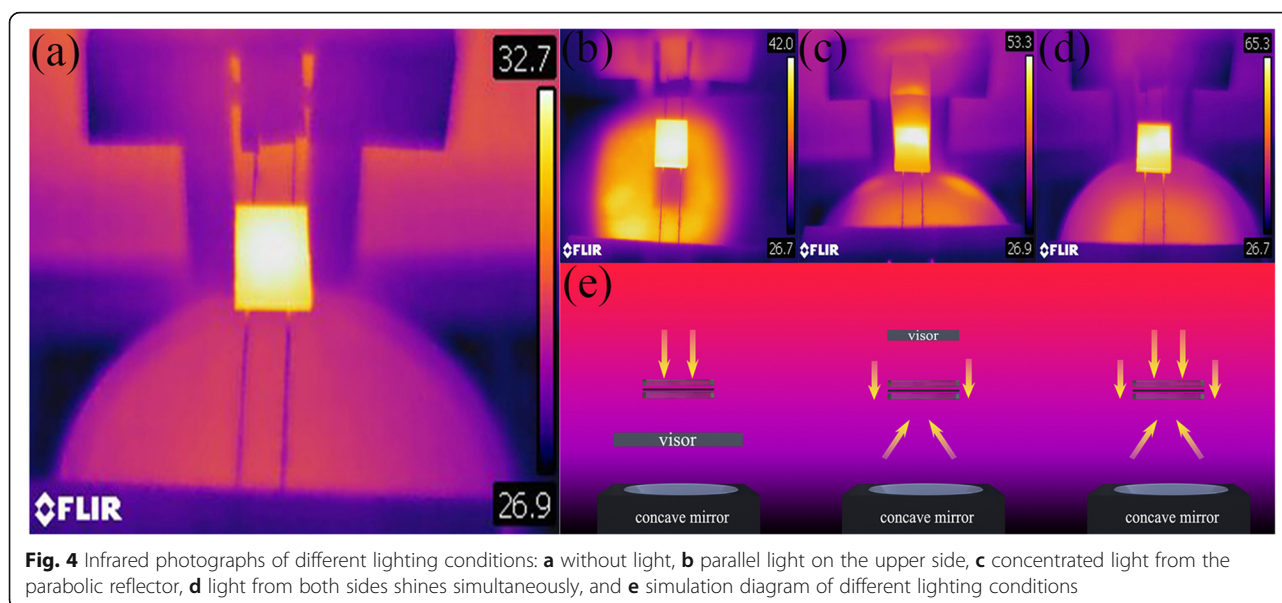 (a)
32.7
26.9
FLIR
(b)
42.0
26.7
FLIR
(c)
53.3
26.9
FLIR
(d)
65.3
26.7
FLIR
(e)
visor
visor
concave mirror
concave mirror
concave mirror
Fig. 4 Infrared photographs of different lighting conditions: a without light, b parallel light on the upper side, c concentrated light from the
parabolic reflector, d light from both sides shines simultaneously, and e simulation diagram of different lighting conditions